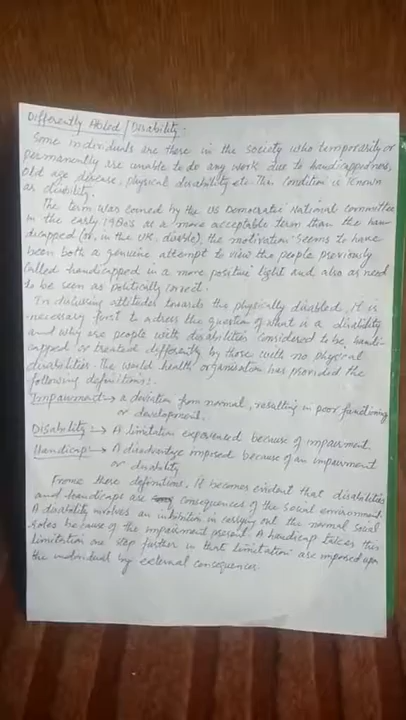 Differently Abled / Disability.
Some individuals are there in the society who temporarily or
permanently are unable to do any work due to handicappedness,
old age disease, physical disability etc. This condition is known
as disability.
The term was coined by the US Democratic National committee
in the early 1980s as a more acceptable term than the han-
dicapped (or, in the UK, disable), the motivation seems to have
been both a genuine attempt to view the people previously
called handicapped in a more positive light and also as need
to be seen as politically correct.
In discussing attitudes towards the physically disabled, it is
necessary first to adress the question of what is a disability
and why are people with disabilities considered to be, handi-
capped or treated differently by those with no physical
disabilities. The world health organisation has provided the
following definitions:
Impairment → a deviation from normal, resulting in poor functioning
or development.
Disability :→ A limitation experienced because of impairment.
Handicap :→ A disadvantage imposed because of an impairment
or disability
From these definitions, it becomes evident that disabilities
and handicaps are consequences of the social environment.
A disability involves an inhibition in carrying out the normal social
roles because of the impairment present. A handicap takes this
limitation one step further in that limitation are imposed upon
the individual by external consequences.